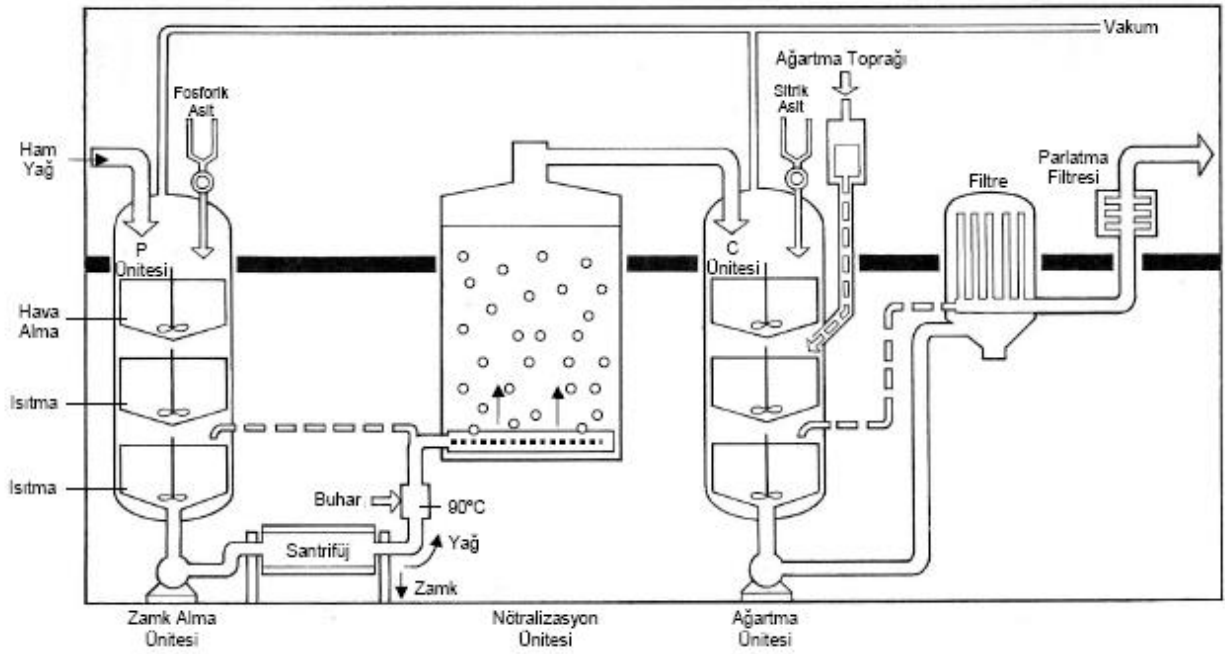 Vakum
Ağartma Toprağı
Fosforik
Asit
Sitrik
Asit
Ham
Yağ
Parlatma
Filtresi
Filtre
P
Ünitesi
C
Ünitesi
Hava
Alma
Isıtma
Isıtma
Buhar
90ºC
Santrifüj
Yağ
Zamk
Zamk Alma
Ünitesi
Nötralizasyon
Ünitesi
Ağartma
Ünitesi